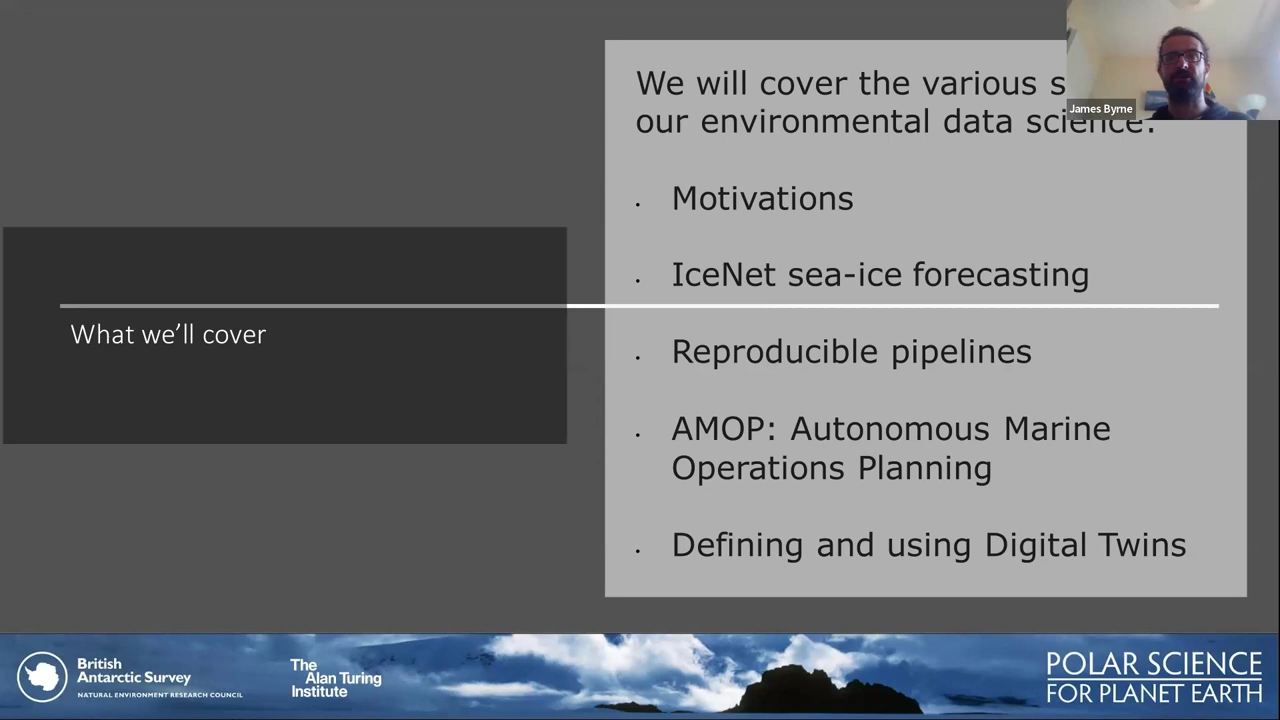 We will cover the various
our environmental data science:
James Byrne
• Motivations
• IceNet sea-ice forecasting
What we'll cover
• Reproducible pipelines
• AMOP: Autonomous Marine
Operations Planning
• Defining and using Digital Twins
British
Antarctic Survey
NATURAL ENVIRONMENT RESEARCH COUNCIL
The
Alan Turing
Institute
POLAR SCIENCE
FOR PLANET EARTH